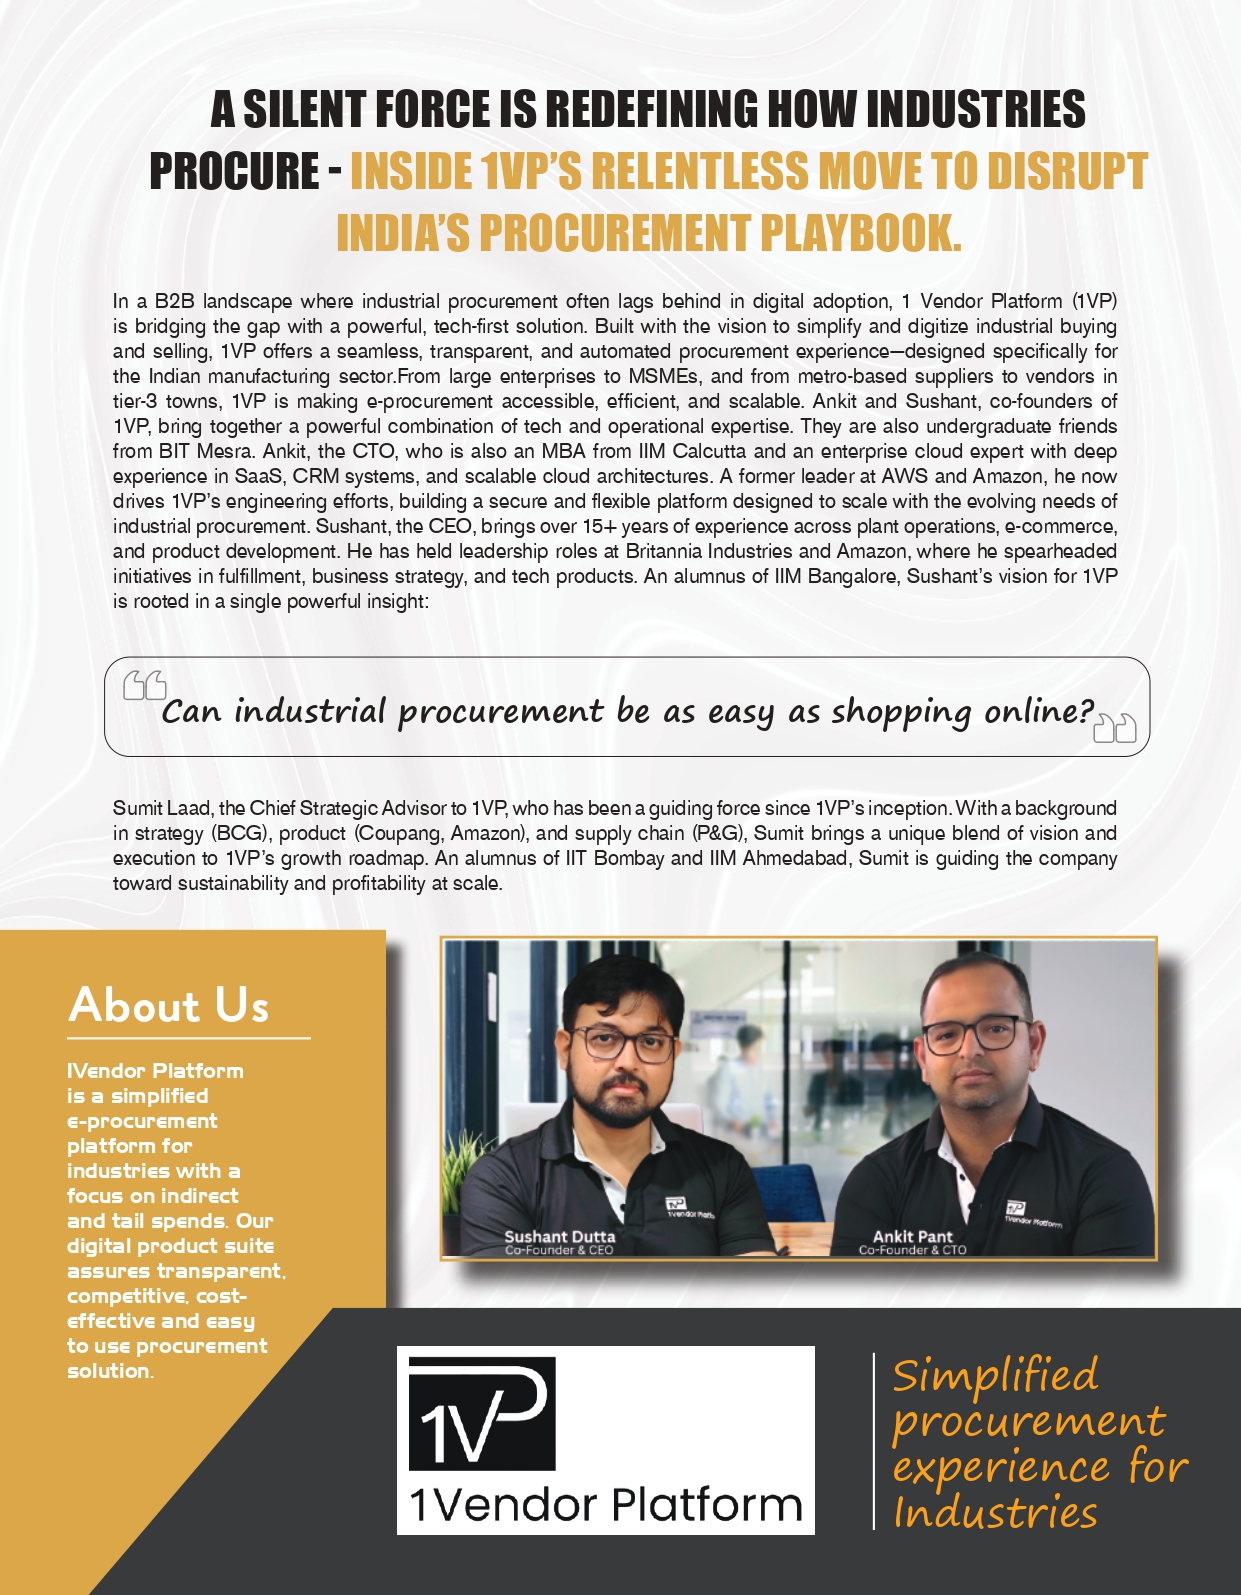 A SILENT FORCE IS REDEFINING HOW INDUSTRIES
PROCURE - INSIDE 1VP'S RELENTLESS MOVE TO DISRUPT
INDIA'S PROCUREMENT PLAYBOOK.
In a B2B landscape where industrial procurement often lags behind in digital adoption, 1 Vendor Platform (1VP)
is bridging the gap with a powerful, tech-first solution. Built with the vision to simplify and digitize industrial buying
and selling, 1VP offers a seamless, transparent, and automated procurement experience—designed specifically for
the Indian manufacturing sector.From large enterprises to MSMEs, and from metro-based suppliers to vendors in
tier-3 towns, 1VP is making e-procurement accessible, efficient, and scalable. Ankit and Sushant, co-founders of
1VP, bring together a powerful combination of tech and operational expertise. They are also undergraduate friends
from BIT Mesra. Ankit, the CTO, who is also an MBA from IIM Calcutta and an enterprise cloud expert with deep
experience in SaaS, CRM systems, and scalable cloud architectures. A former leader at AWS and Amazon, he now
drives 1VP's engineering efforts, building a secure and flexible platform designed to scale with the evolving needs of
industrial procurement. Sushant, the CEO, brings over 15+ years of experience across plant operations, e-commerce,
and product development. He has held leadership roles at Britannia Industries and Amazon, where he spearheaded
initiatives in fulfillment, business strategy, and tech products. An alumnus of IIM Bangalore, Sushant's vision for 1VP
is rooted in a single powerful insight:
“Can industrial procurement be as easy as shopping online?”
Sumit Laad, the Chief Strategic Advisor to 1VP, who has been a guiding force since 1VP's inception. With a background
in strategy (BCG), product (Coupang, Amazon), and supply chain (P&G), Sumit brings a unique blend of vision and
execution to 1VP's growth roadmap. An alumnus of IIT Bombay and IIM Ahmedabad, Sumit is guiding the company
toward sustainability and profitability at scale.
About Us
1Vendor Platform
is a simplified
e-procurement
platform for
industries with a
focus on indirect
and tail spends. Our
digital product suite
assures transparent,
competitive, cost-
effective and easy
to use procurement
solution.
1VP
1Vendor Platfo
1VP
1Vendor Platform
Sushant Dutta
Co-Founder & CEO
Ankit Pant
Co-Founder & CTO
1VP
1Vendor Platform
Simplified
procurement
experience for
Industries